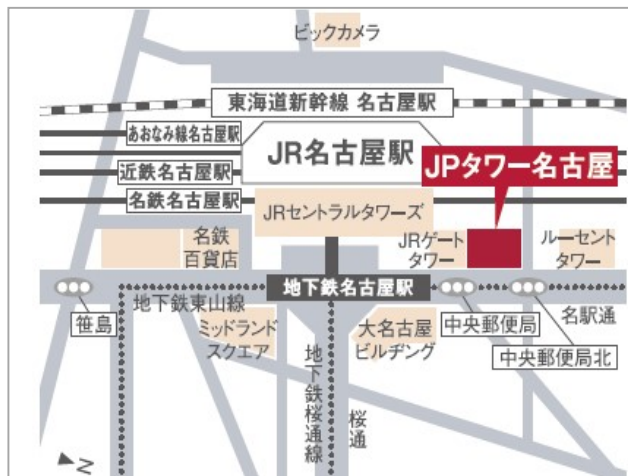 ビックカメラ
東海道新幹線 名古屋駅
あおなみ線名古屋駅
JR名古屋駅
近鉄名古屋駅
JPタワー名古屋
名鉄名古屋駅
JRセントラルタワーズ
名鉄
百貨店
JRゲート
タワー
ルーセント
タワー
地下鉄名古屋駅
地下鉄東山線
笹島
ミッドランド
スクエア
大名古屋
ビルヂング
中央郵便局
名駅通
中央郵便局北
地下鉄桜通線
桜通
N